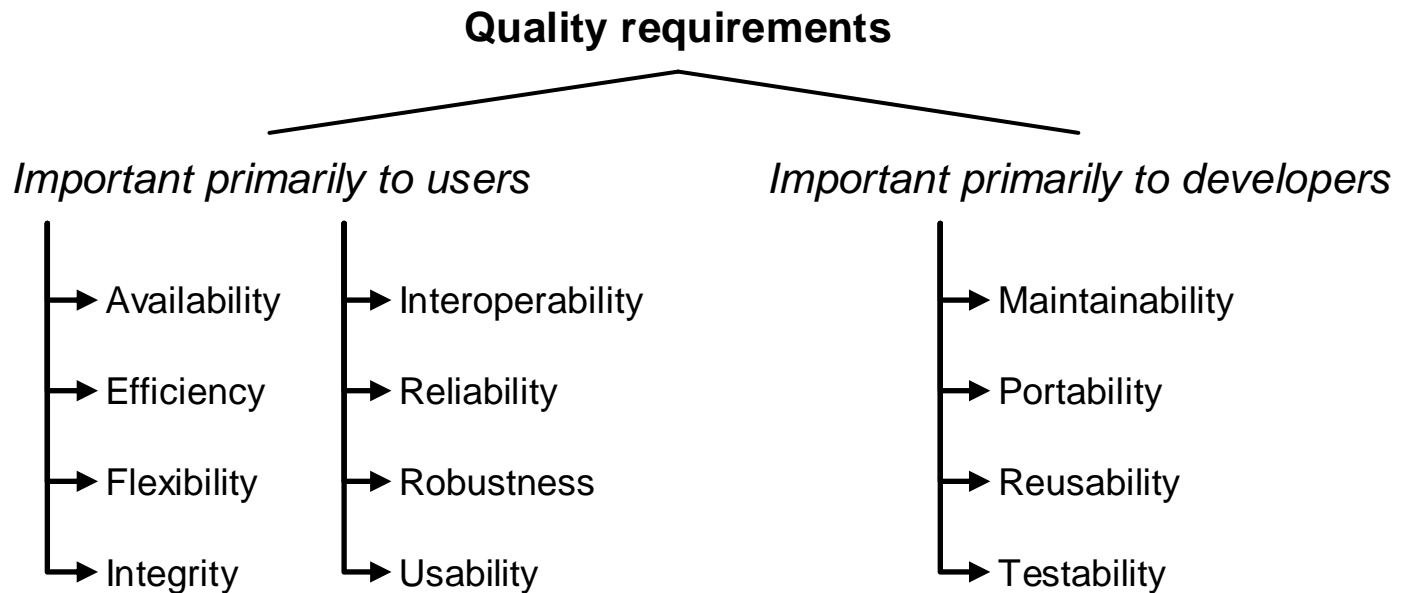 Quality requirements
Important primarily to users
Important primarily to developers
Availability
Efficiency
Flexibility
Integrity
Interoperability
Reliability
Robustness
Usability
Maintainability
Portability
Reusability
Testability